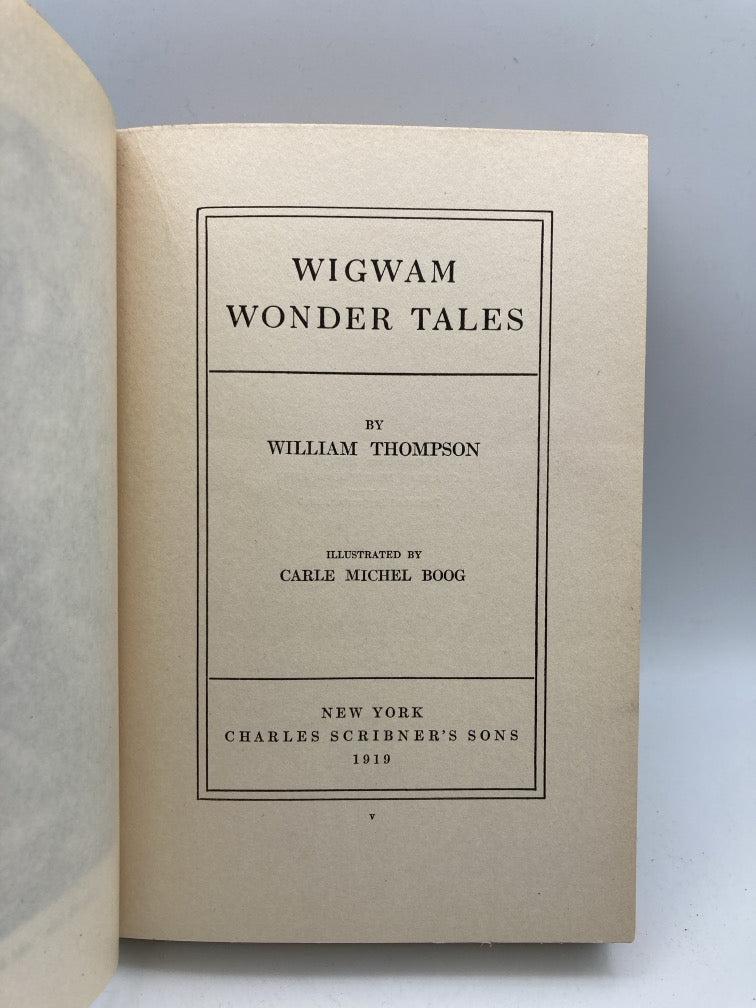 WIGWAM
WONDER TALES
BY
WILLIAM THOMPSON
ILLUSTRATED BY
CARLE MICHEL BOOG
NEW YORK
CHARLES SCRIBNER'S SONS
1919
v